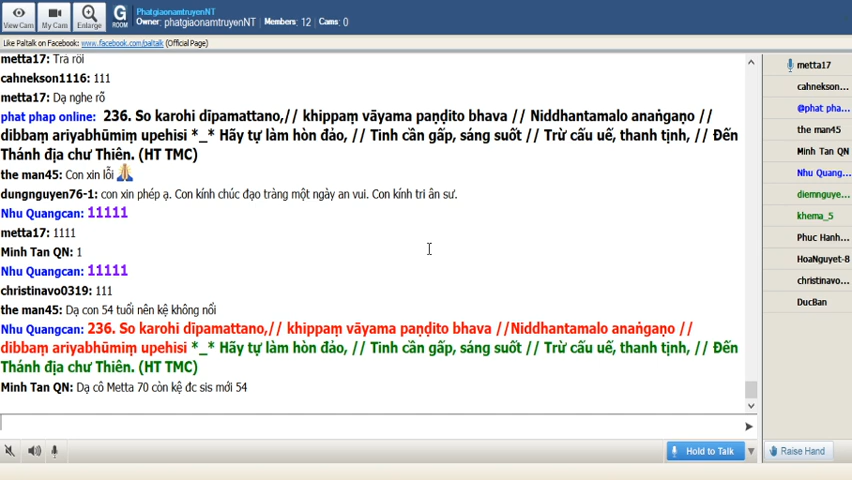 PhatgiaonamtruyenNT
Owner: phatgiaonamtruyenNT Members: 12 Cams: 0
View Cam
My Cam
Enlarge
G
ROOM
Like Paltalk on Facebook: www.facebook.com/paltalk (Official Page)
metta17: Trà rồi
cahnekson1116: 111
metta17: Dạ nghe rõ
phat phap online: 236. So karohi dīpamattano,// khippaṃ vāyama paṇḍito bhava // Niddhantamalo anaṅgaṇo //
dibbaṃ ariyabhūmiṃ upehisi *_* Hãy tự làm hòn đảo, // Tinh cần gấp, sáng suốt // Trừ cấu uế, thanh tịnh, // Đến
Thánh địa chư Thiên. (HT TMC)
the man45: Con xin lỗi
dungnguyen76-1: con xin phép ạ. Con kính chúc đạo tràng một ngày an vui. Con kính tri ân sư.
Nhu Quangcan: 11111
metta17: 1111
Minh Tan QN: 1
Nhu Quangcan: 11111
christinavo0319: 111
the man45: Dạ con 54 tuổi nên kệ không nổi
Nhu Quangcan: 236. So karohi dīpamattano,// khippaṃ vāyama paṇḍito bhava //Niddhantamalo anaṅgaṇo //
dibbaṃ ariyabhūmiṃ upehisi *_* Hãy tự làm hòn đảo, // Tinh cần gấp, sáng suốt // Trừ cấu uế, thanh tịnh, // Đến
Thánh địa chư Thiên. (HT TMC)
Minh Tan QN: Dạ cô Metta 70 còn kệ đc sis mới 54
Hold to Talk
Raise Hand
metta17
cahnekson...
@phat pha...
the man45
Minh Tan QN
Nhu Quang...
diemnguye...
khema_5
Phuc Hanh...
HoaNguyet-8
christinavo...
DucBan